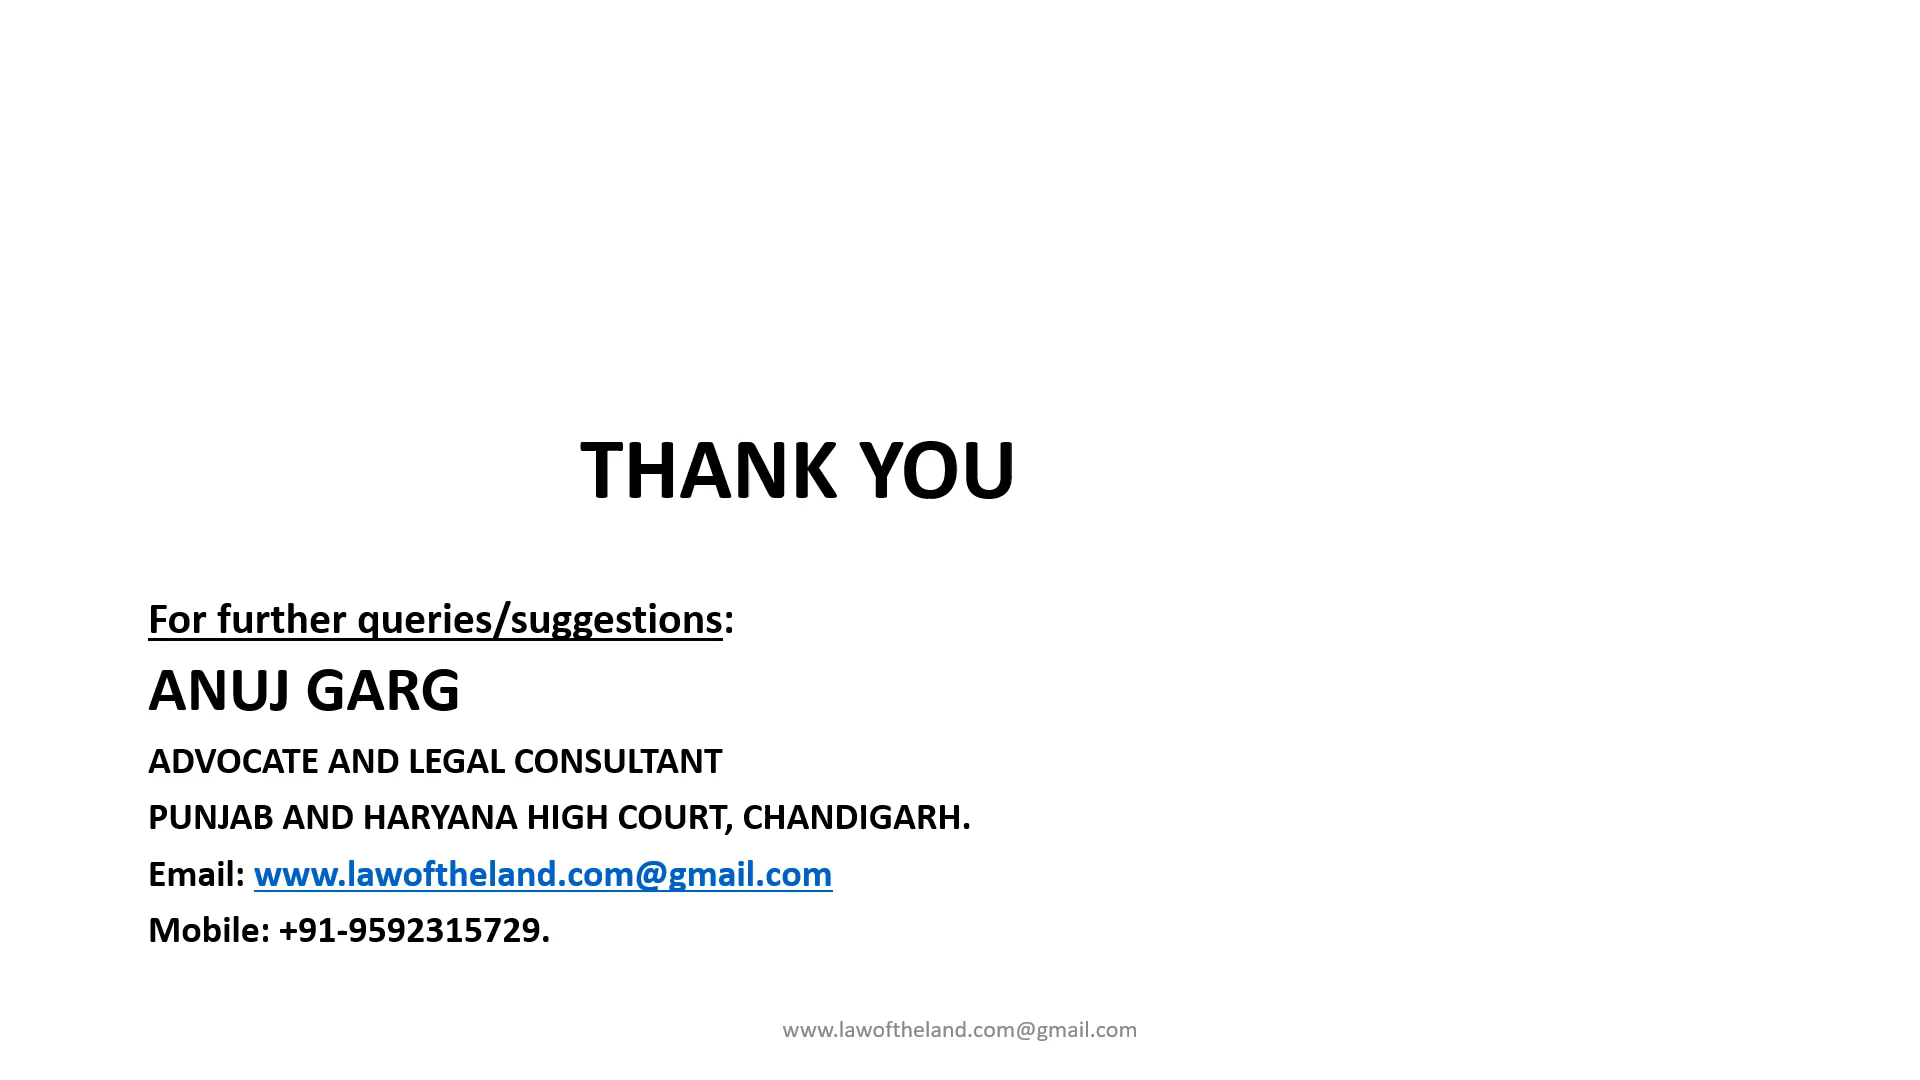 THANK YOU
For further queries/suggestions:
ANUJ GARG
ADVOCATE AND LEGAL CONSULTANT
PUNJAB AND HARYANA HIGH COURT, CHANDIGARH.
Email: www.lawoftheland.com@gmail.com
Mobile: +91-9592315729.
www.lawoftheland.com@gmail.com